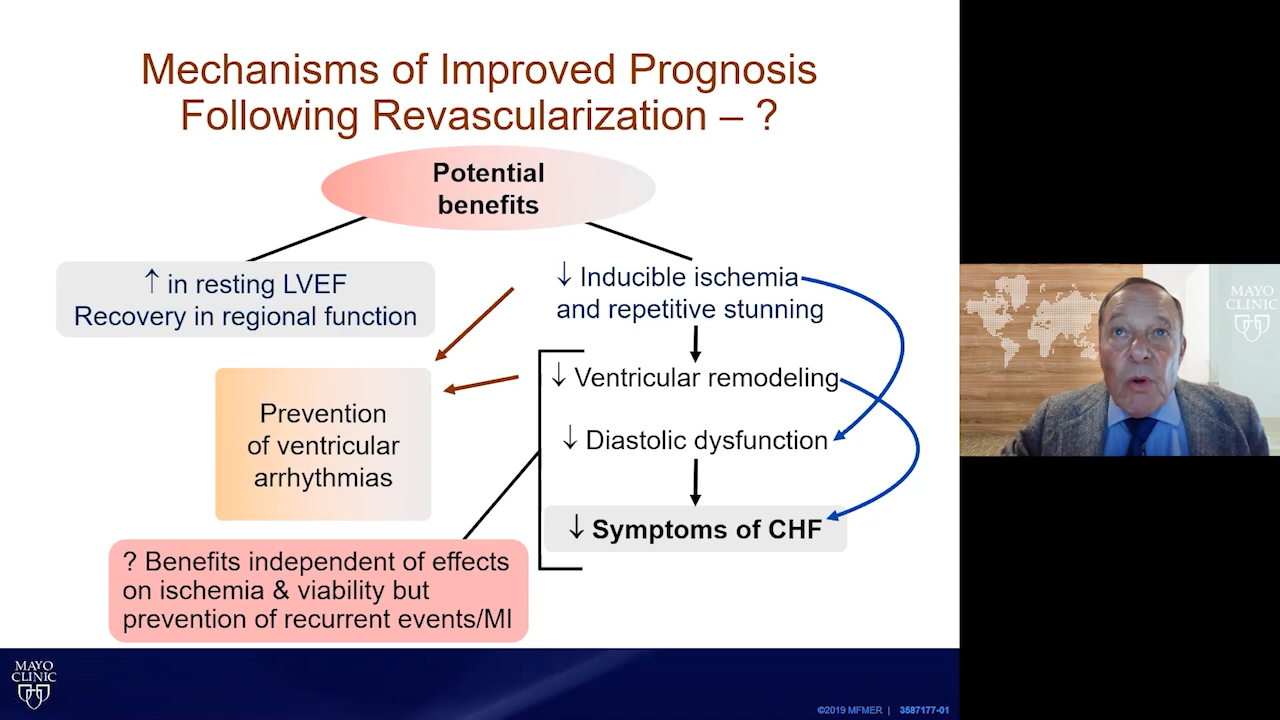 Mechanisms of Improved Prognosis
Following Revascularization – ?
Potential
benefits
↑ in resting LVEF
Recovery in regional function
↓ Inducible ischemia
and repetitive stunning
↓ Ventricular remodeling
Prevention
of ventricular
arrhythmias
↓ Diastolic dysfunction
↓ Symptoms of CHF
? Benefits independent of effects
on ischemia & viability but
prevention of recurrent events/MI
MAYO
CLINIC
©2019 MFMER | 3587177-01
MAYO
CLINIC